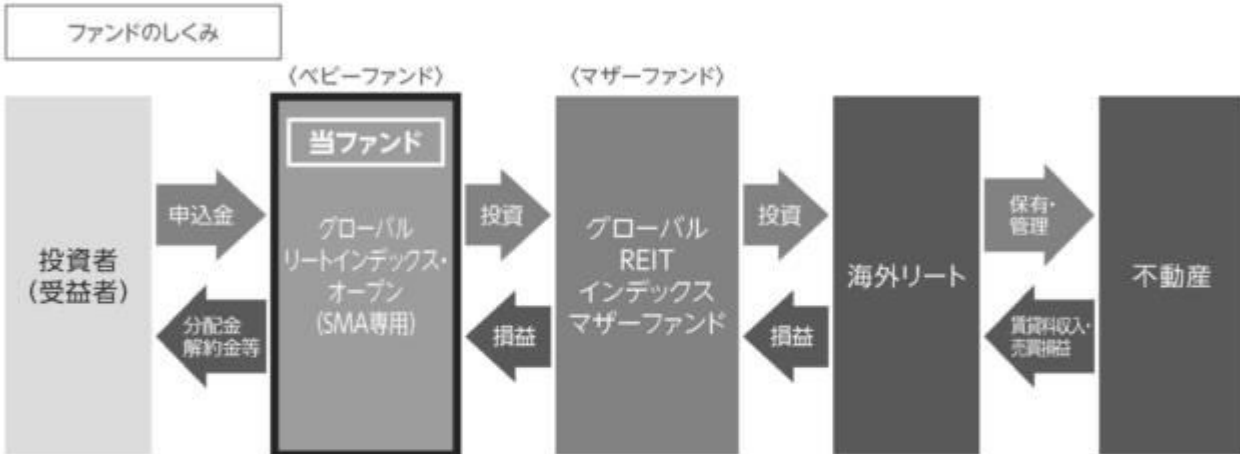 ファンドのしくみ
〈ベビーファンド〉
〈マザーファンド〉
投資者
(受益者)
申込金
分配金
解約金等
当ファンド
グローバル
リートインデックス・
オープン
(SMA専用)
投資
損益
グローバル
REIT
インデックス
マザーファンド
投資
損益
海外リート
保有・
管理
賃貸料収入・
売買損益
不動産